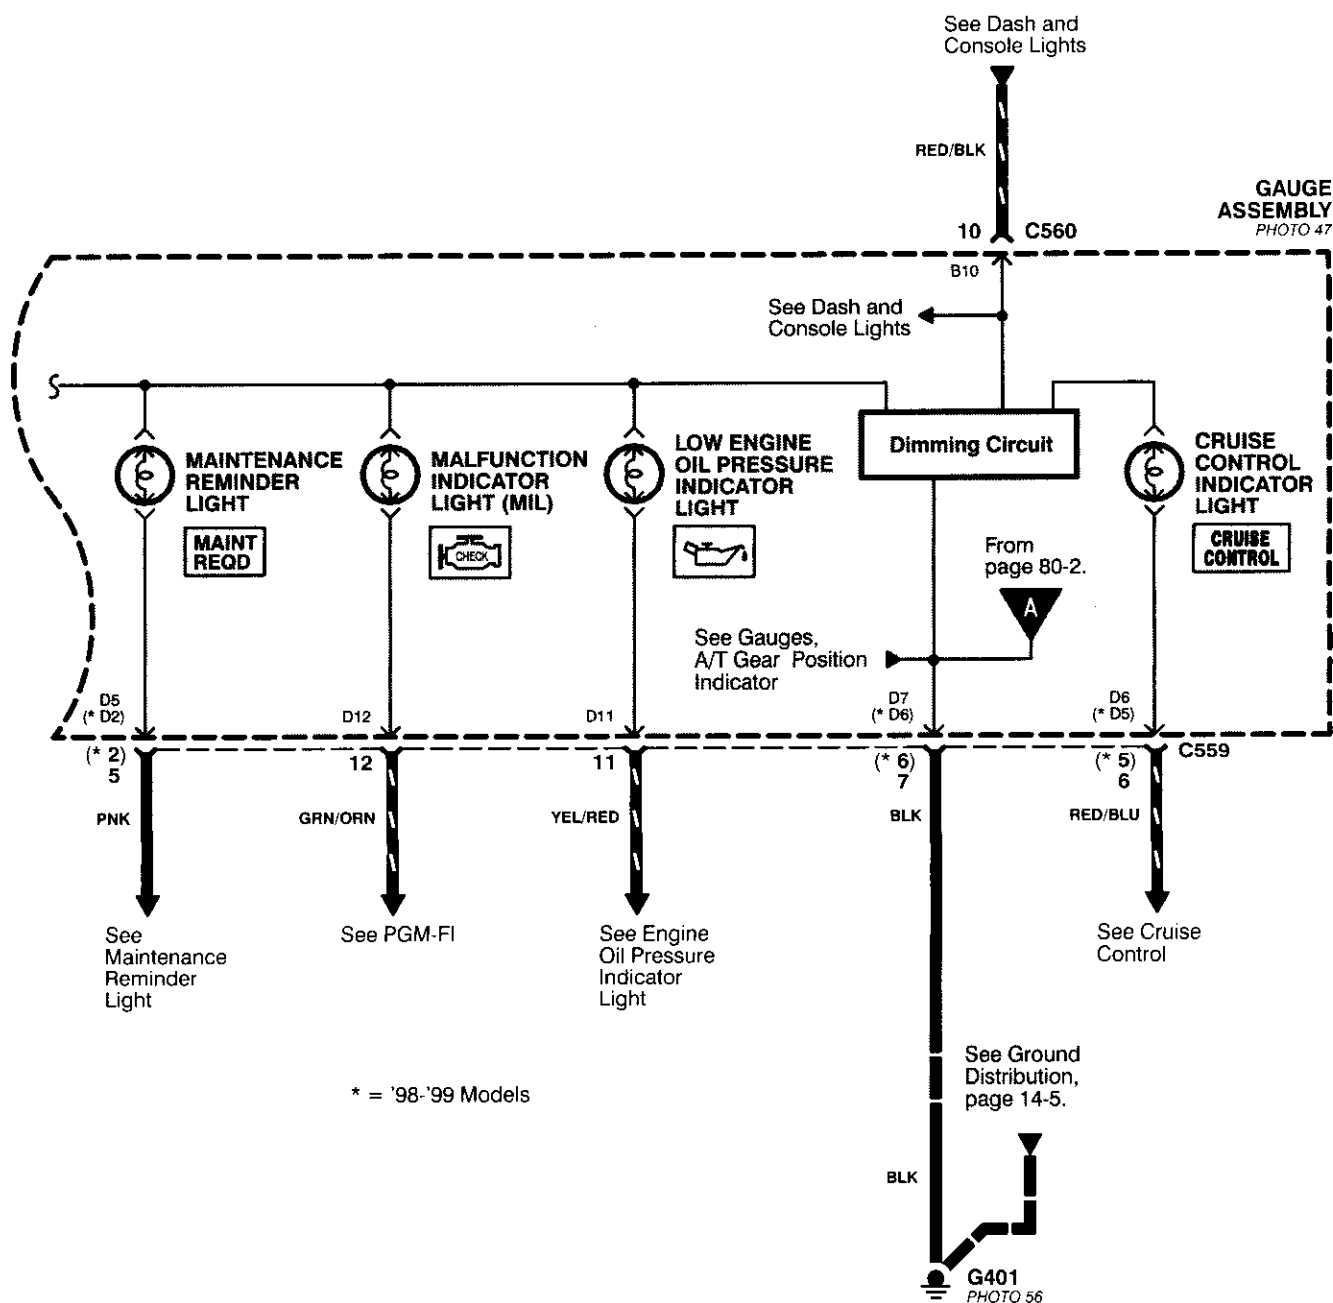 See Dash and
Console Lights
RED/BLK
GAUGE
ASSEMBLY
PHOTO 47
10
C560
B10
See Dash and
Console Lights
Dimming Circuit
MAINTENANCE
REMINDER
LIGHT
MAINT
REQD
MALFUNCTION
INDICATOR
LIGHT (MIL)
CHECK
LOW ENGINE
OIL PRESSURE
INDICATOR
LIGHT
CRUISE
CONTROL
INDICATOR
LIGHT
CRUISE
CONTROL
From
page 80-2.
A
See Gauges,
A/T Gear Position
Indicator
D5
(* D2)
D12
D11
D7
(* D6)
D6
(* D5)
(* 2)
5
12
11
(* 6)
7
(* 5)
6
C559
PNK
GRN/ORN
YEL/RED
BLK
RED/BLU
See
Maintenance
Reminder
Light
See PGM-FI
See Engine
Oil Pressure
Indicator
Light
See Cruise
Control
* = '98-'99 Models
See Ground
Distribution,
page 14-5.
BLK
G401
PHOTO 56